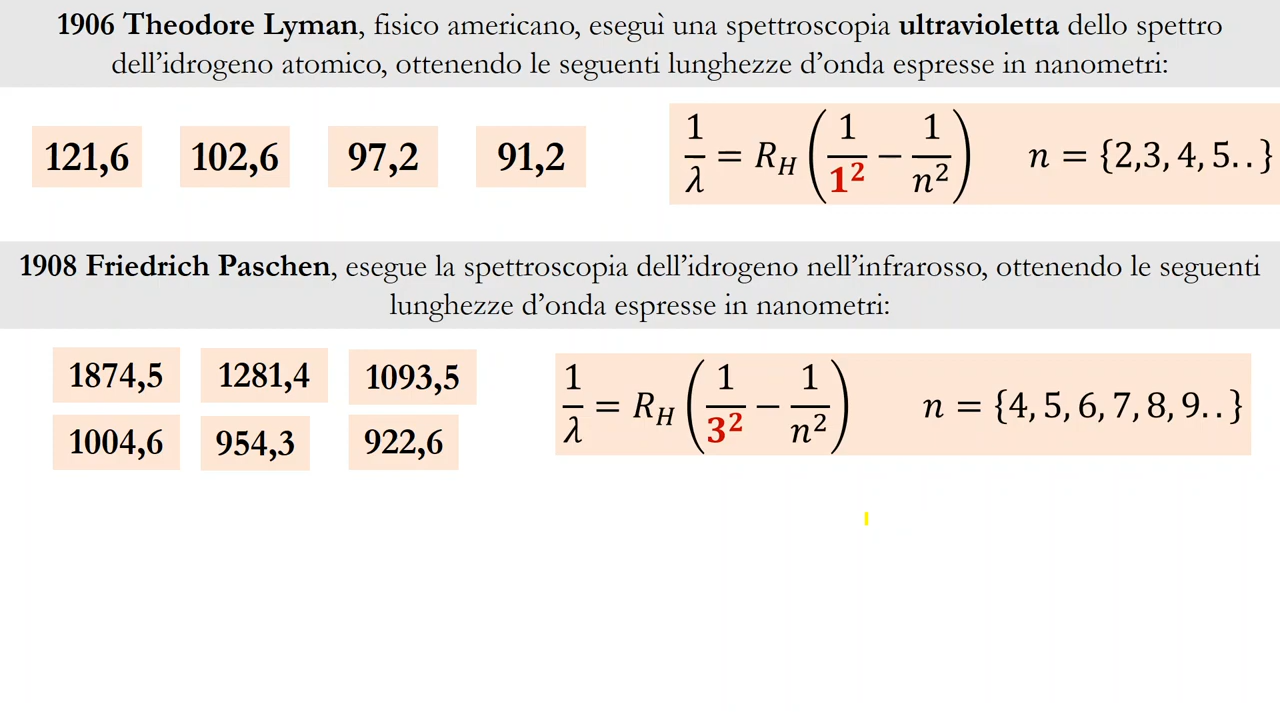 1906 Theodore Lyman, fisico americano, eseguì una spettroscopia ultravioletta dello spettro
dell’idrogeno atomico, ottenendo le seguenti lunghezze d’onda espresse in nanometri:
121,6 102,6 97,2 91,2
1/λ = R_H (1/1² − 1/n²) n = {2,3, 4, 5..}
1908 Friedrich Paschen, esegue la spettroscopia dell’idrogeno nell’infrarosso, ottenendo le seguenti
lunghezze d’onda espresse in nanometri:
1874,5 1281,4 1093,5
1004,6 954,3 922,6
1/λ = R_H (1/3² − 1/n²) n = {4, 5, 6, 7, 8, 9..}